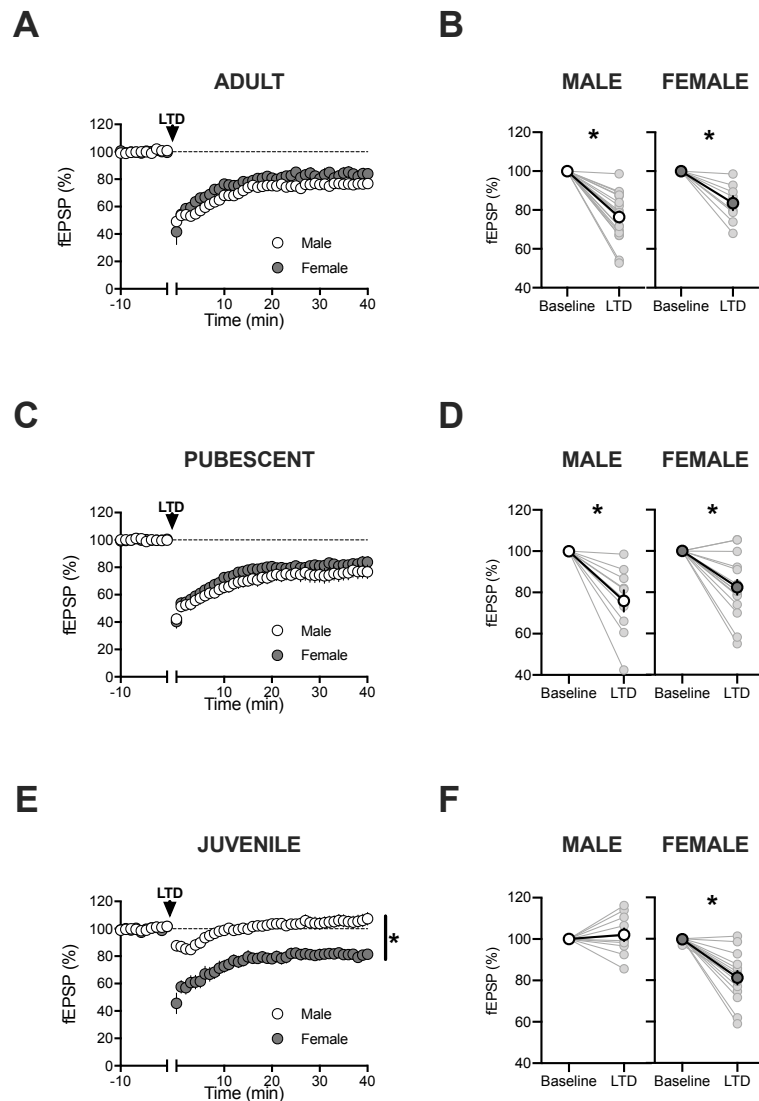 A
B
ADULT
MALE
FEMALE
LTD
120
100
80
60
40
20
0
fEPSP (%)
-10
10
20
30
40
Time (min)
Male
Female
*
*
120
100
80
60
40
fEPSP (%)
Baseline
LTD
Baseline
LTD
C
D
PUBESCENT
MALE
FEMALE
LTD
120
100
80
60
40
20
0
fEPSP (%)
-10
10
20
30
40
Time (min)
Male
Female
*
*
120
100
80
60
40
fEPSP (%)
Baseline
LTD
Baseline
LTD
E
F
JUVENILE
MALE
FEMALE
LTD
120
100
80
60
40
20
0
fEPSP (%)
-10
10
20
30
40
Time (min)
Male
Female
*
*
120
100
80
60
40
fEPSP (%)
Baseline
LTD
Baseline
LTD